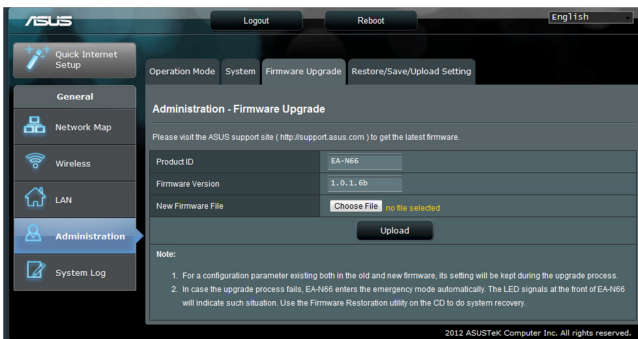 ASUS
Logout
Reboot
English
Quick Internet
Setup
General
Network Map
Wireless
LAN
Administration
System Log
Operation Mode
System
Firmware Upgrade
Restore/Save/Upload Setting
Administration - Firmware Upgrade
Please visit the ASUS support site ( http://support.asus.com ) to get the latest firmware.
Product ID
EA-N66
Firmware Version
1.0.1.6b
New Firmware File
Choose File no file selected
Upload
Note:
1. For a configuration parameter existing both in the old and new firmware, its setting will be kept during the upgrade process.
2. In case the upgrade process fails, EA-N66 enters the emergency mode automatically. The LED signals at the front of EA-N66
will indicate such situation. Use the Firmware Restoration utility on the CD to do system recovery.
2012 ASUSTeK Computer Inc. All rights reserved.